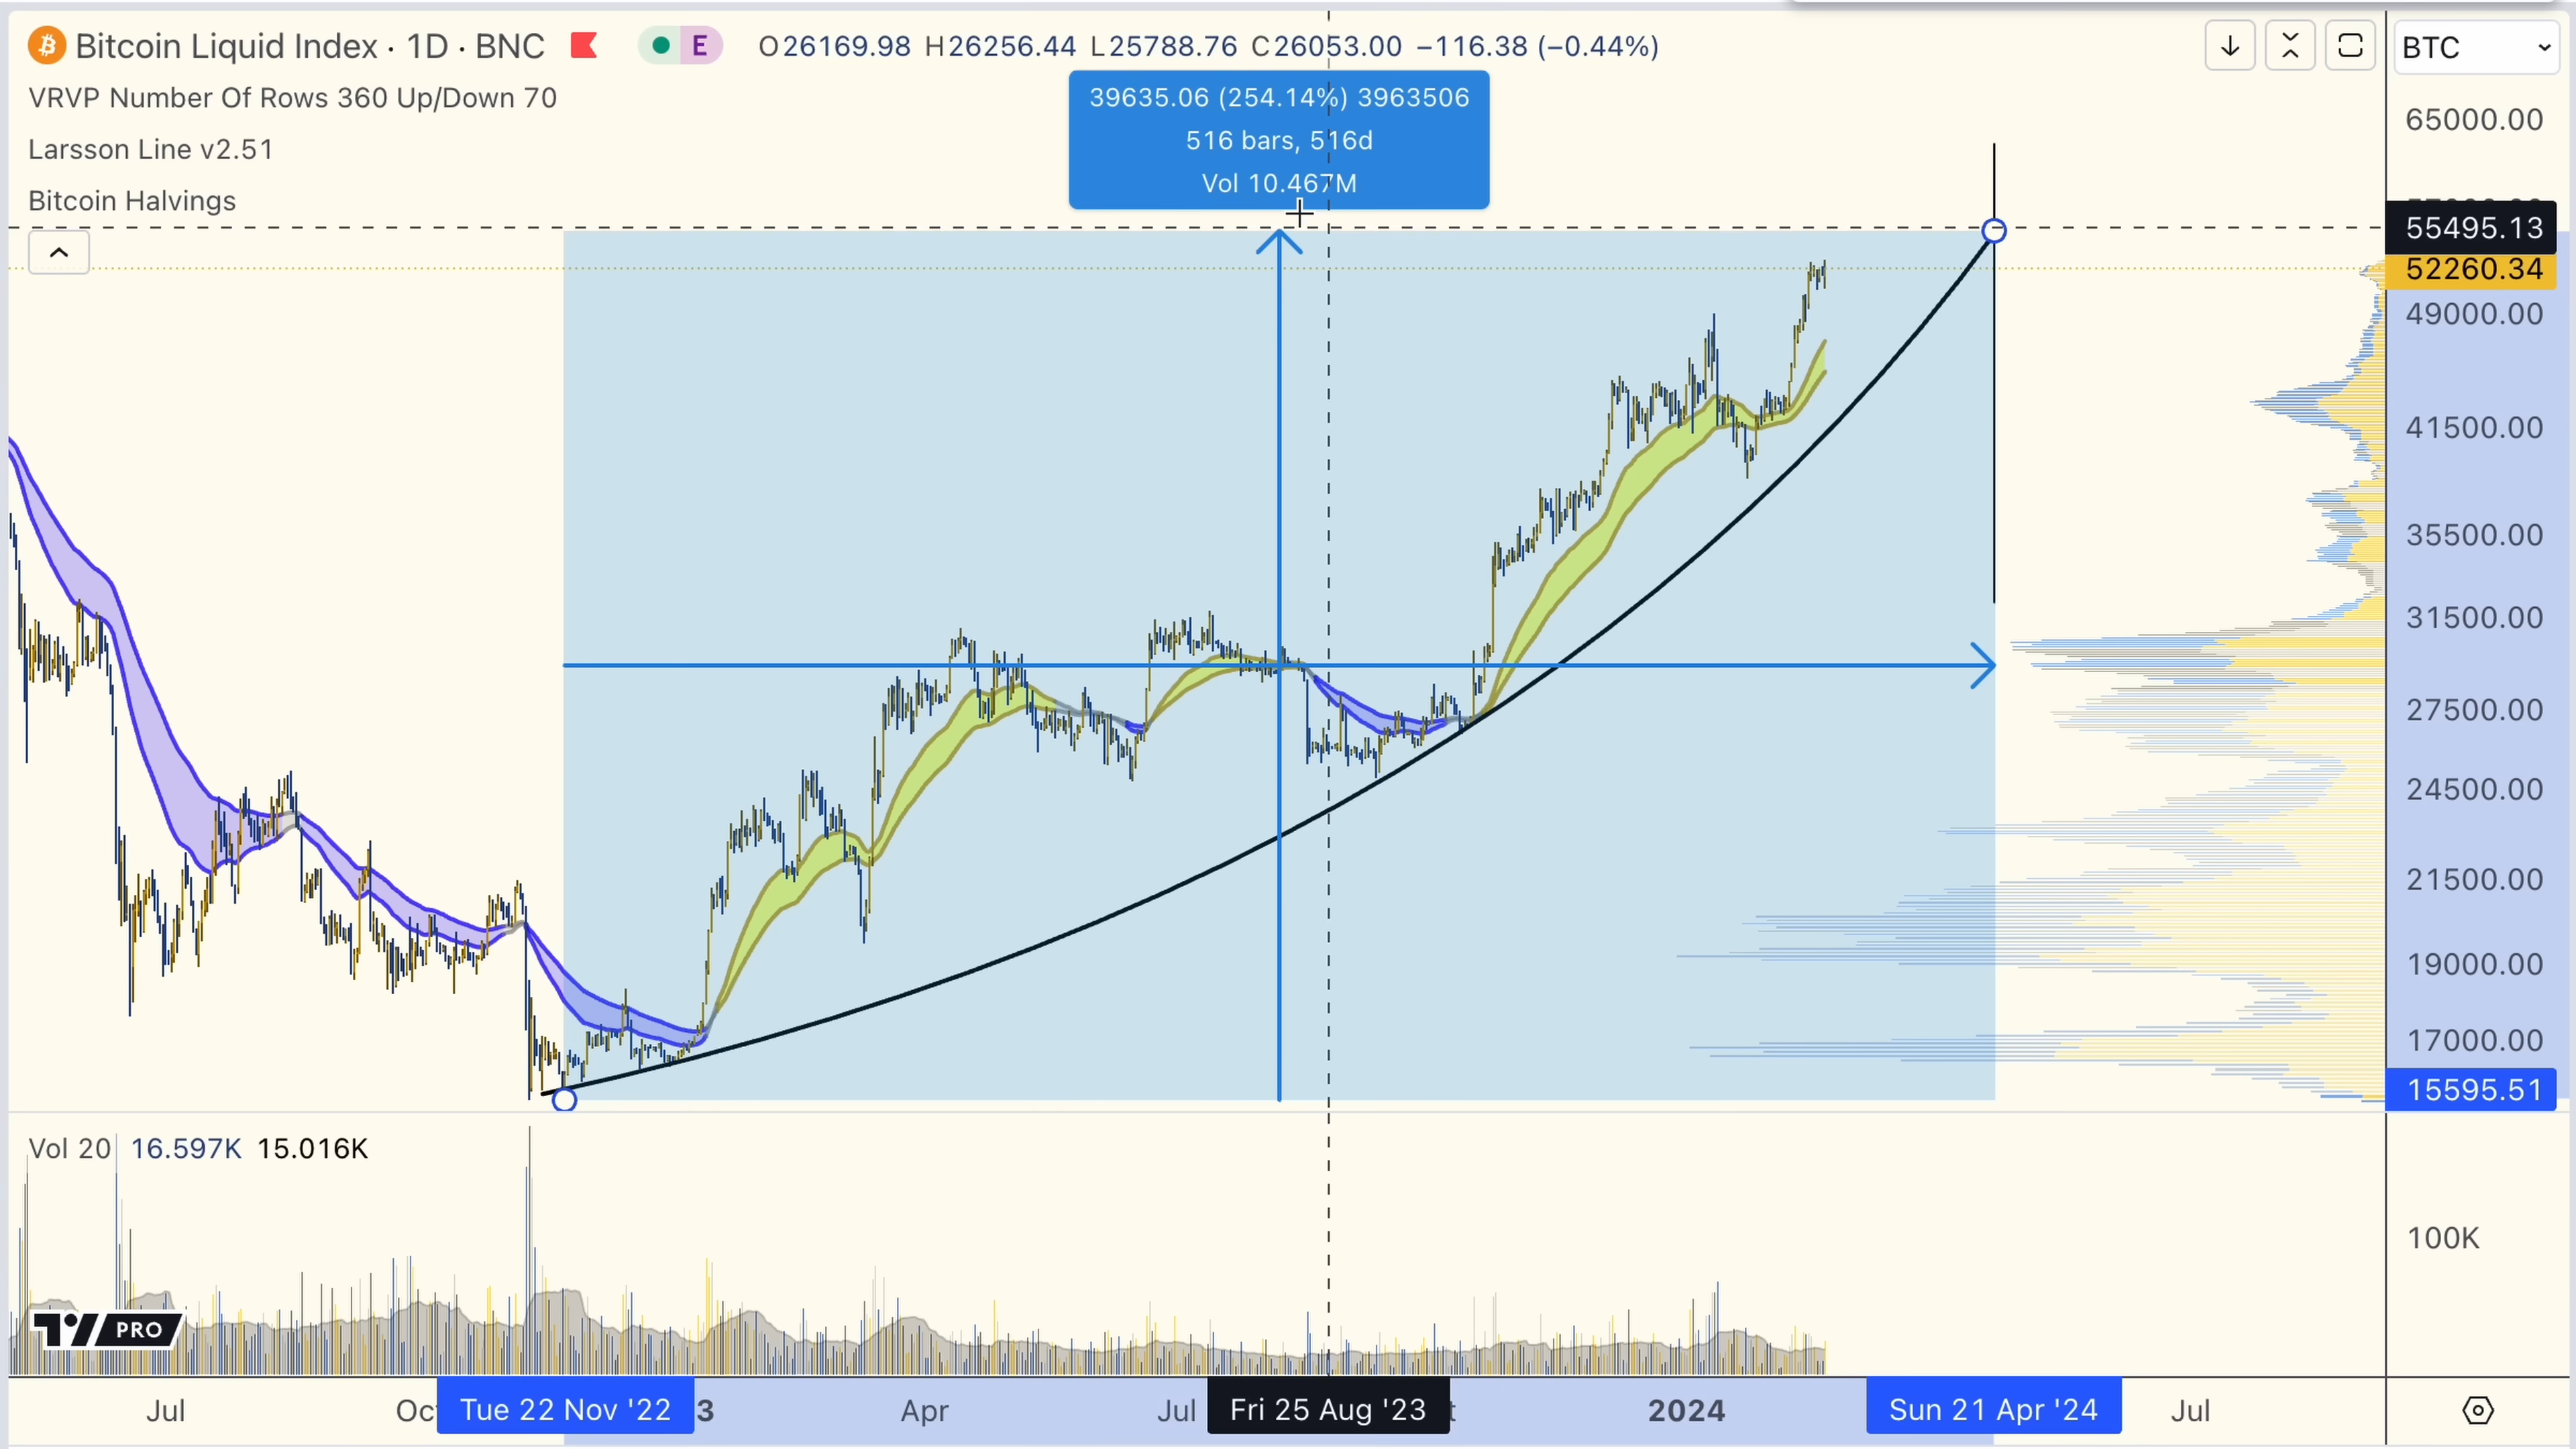 Bitcoin Liquid Index · 1D · BNC E O26169.98 H26256.44 L25788.76 C26053.00 −116.38 (−0.44%)
BTC
VRVP Number Of Rows 360 Up/Down 70
Larsson Line v2.51
Bitcoin Halvings
39635.06 (254.14%) 3963506
516 bars, 516d
Vol 10.467M
65000.00
55495.13
52260.34
49000.00
41500.00
35500.00
31500.00
27500.00
24500.00
21500.00
19000.00
17000.00
15595.51
Vol 20 16.597K 15.016K
100K
PRO
Jul Oc Tue 22 Nov '22 3 Apr Jul Fri 25 Aug '23 t 2024 Sun 21 Apr '24 Jul